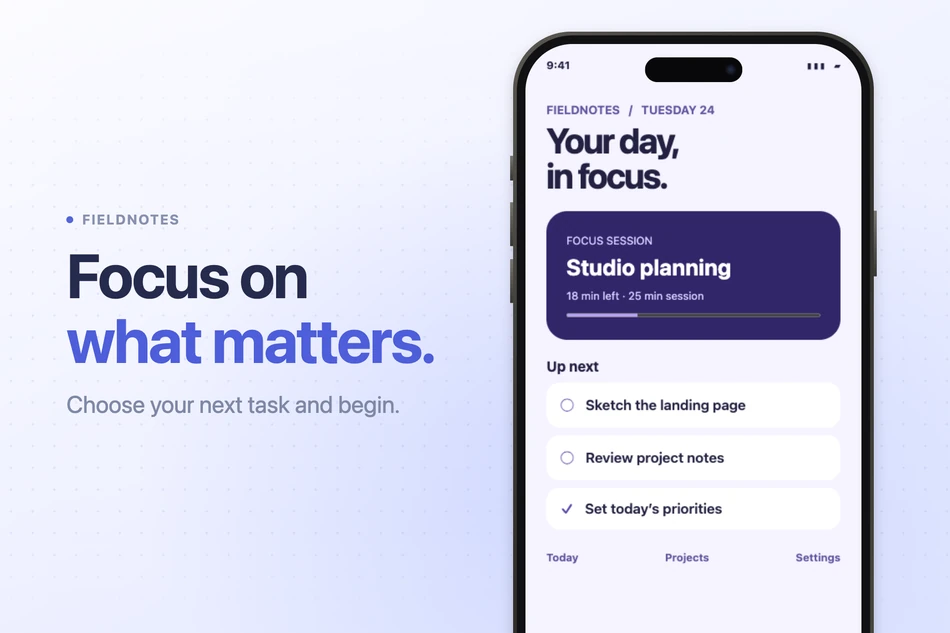 FIELDNOTES
Focus on
what matters.
Choose your next task and begin.
9:41
FIELDNOTES / TUESDAY 24
Your day,
in focus.
FOCUS SESSION
Studio planning
18 min left · 25 min session
Up next
Sketch the landing page
Review project notes
Set today’s priorities
Today Projects Settings